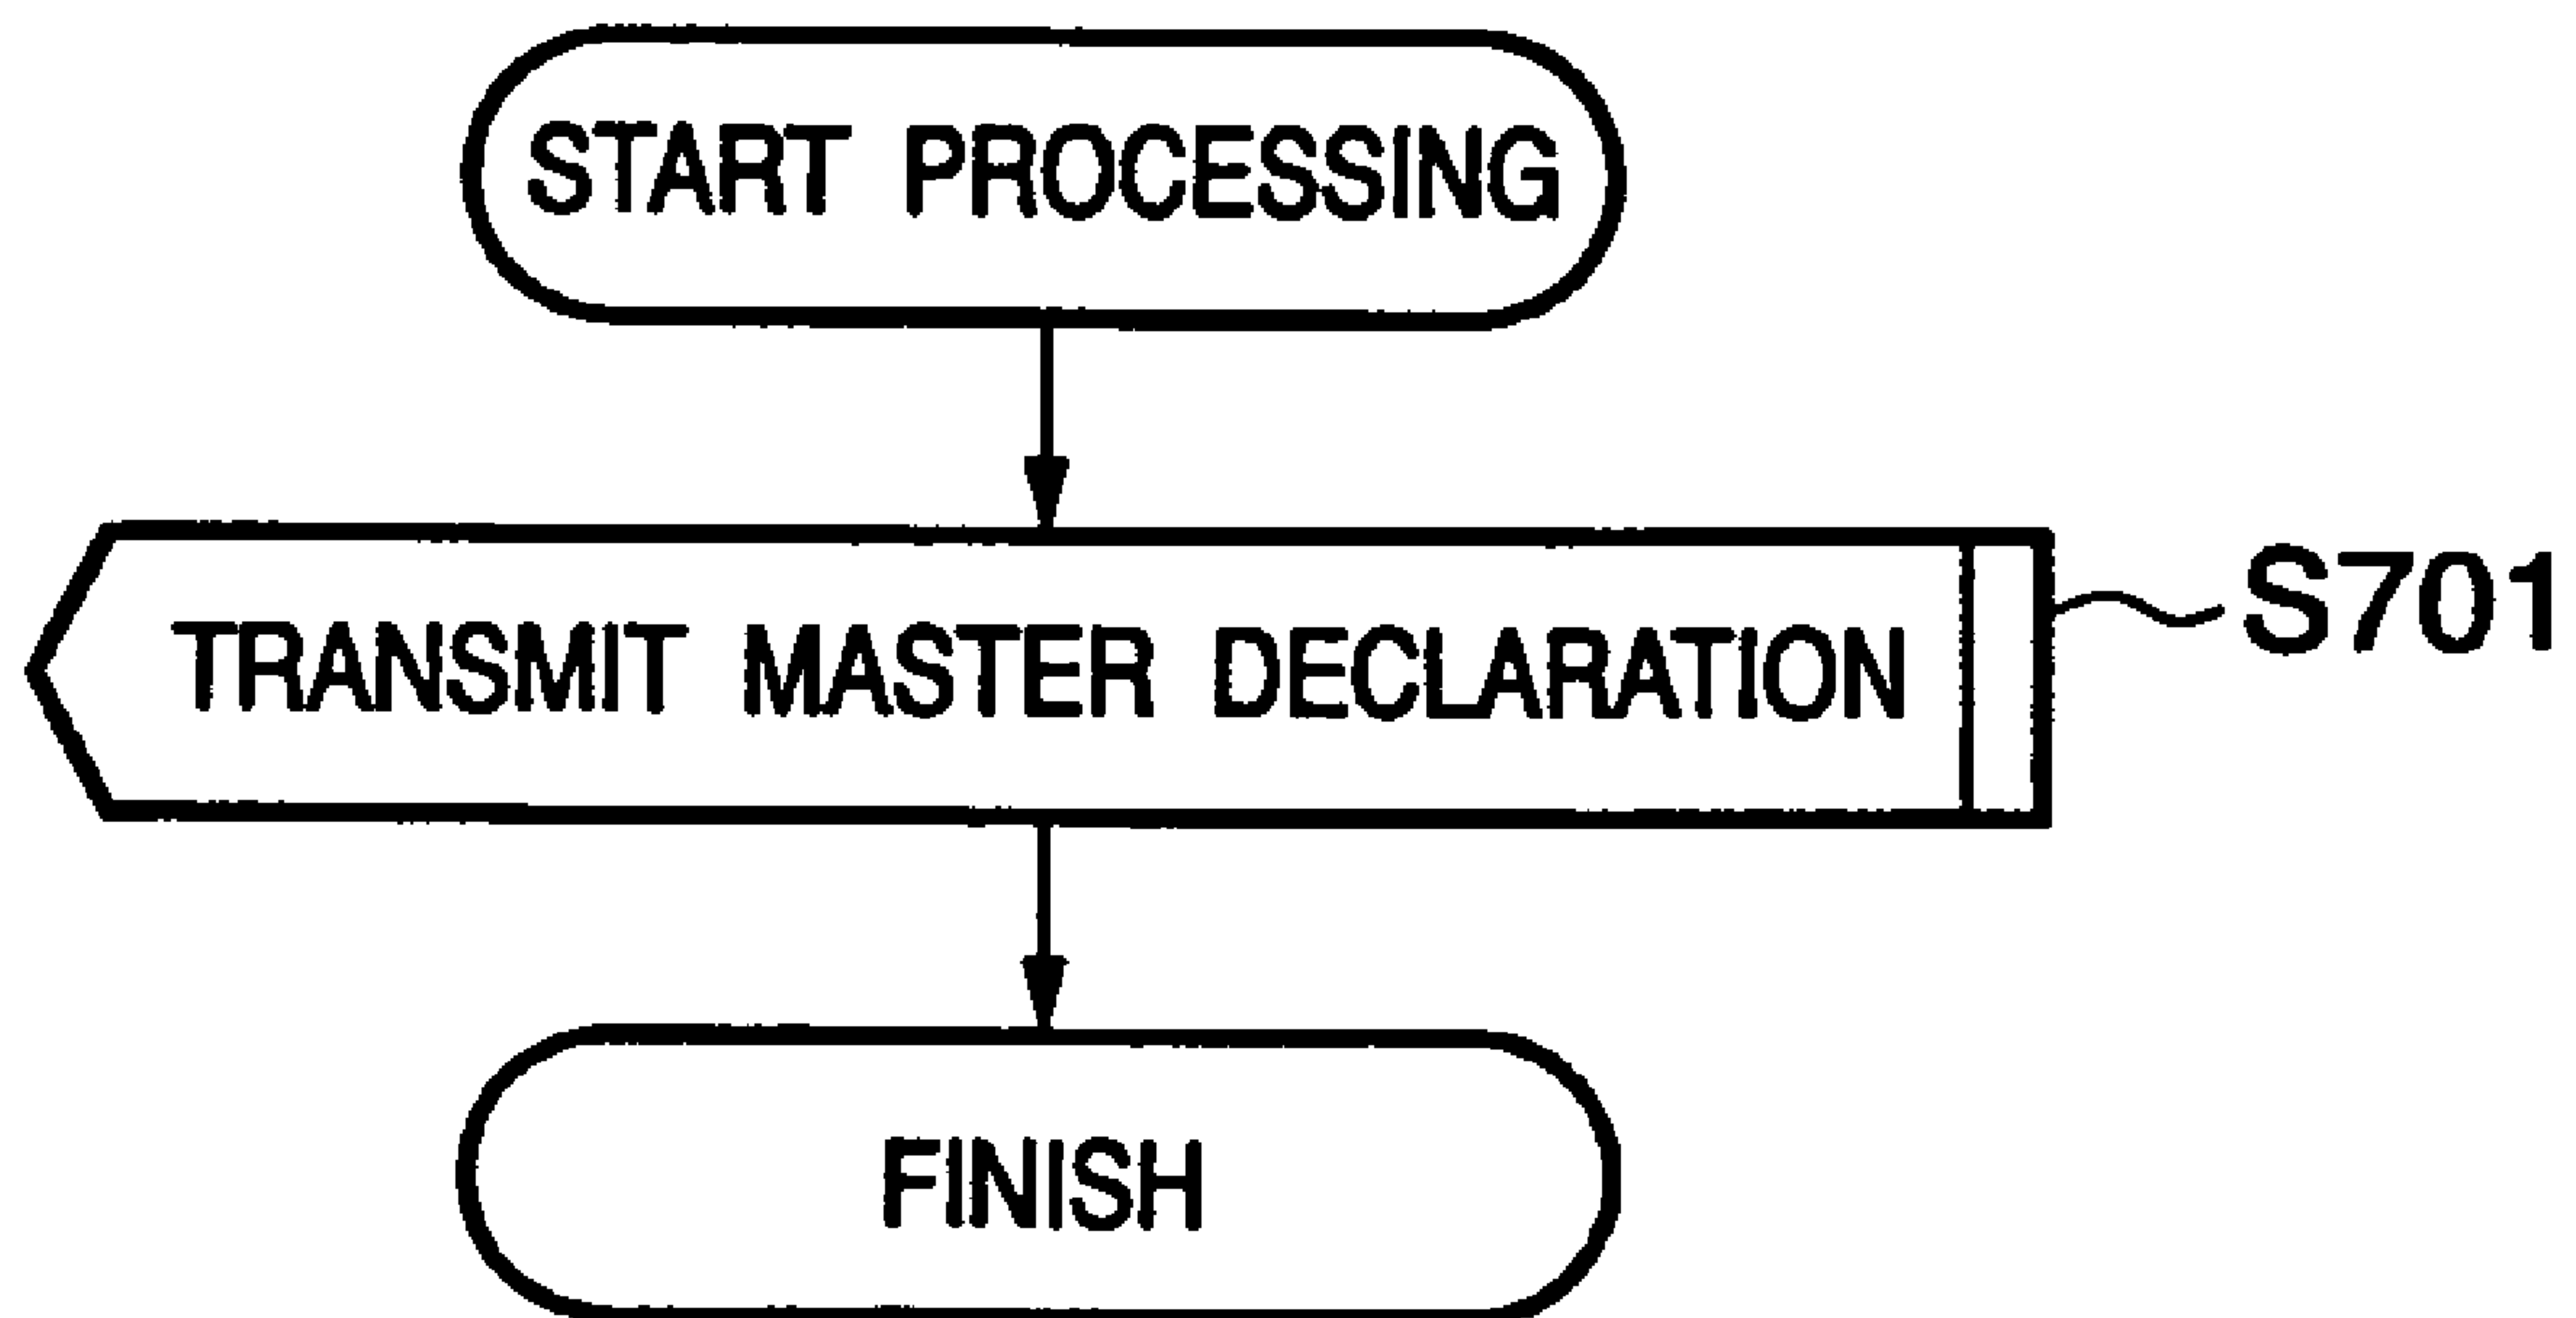 START PROCESSING
TRANSMIT MASTER DECLARATION
S701
FINISH